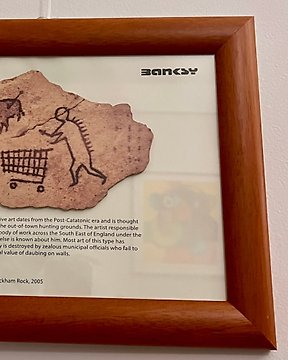 BANKSY
ive art dates from the Post-Catatonic era and is thought
the out-of-town hunting grounds. The artist responsible
body of work across the South East of England under the
else is known about him. Most art of this type has
y is destroyed by zealous municipal officials who fail to
al value of daubing on walls.
ckham Rock, 2005